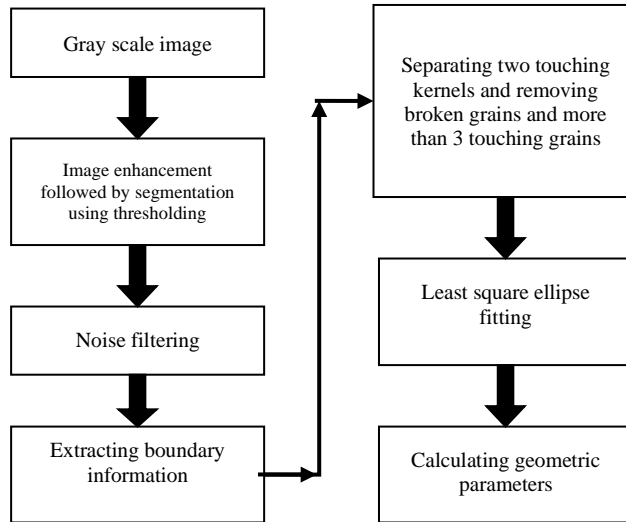 Gray scale image
Image enhancement
followed by segmentation
using thresholding
Noise filtering
Extracting boundary
information
Separating two touching
kernels and removing
broken grains and more
than 3 touching grains
Least square ellipse
fitting
Calculating geometric
parameters